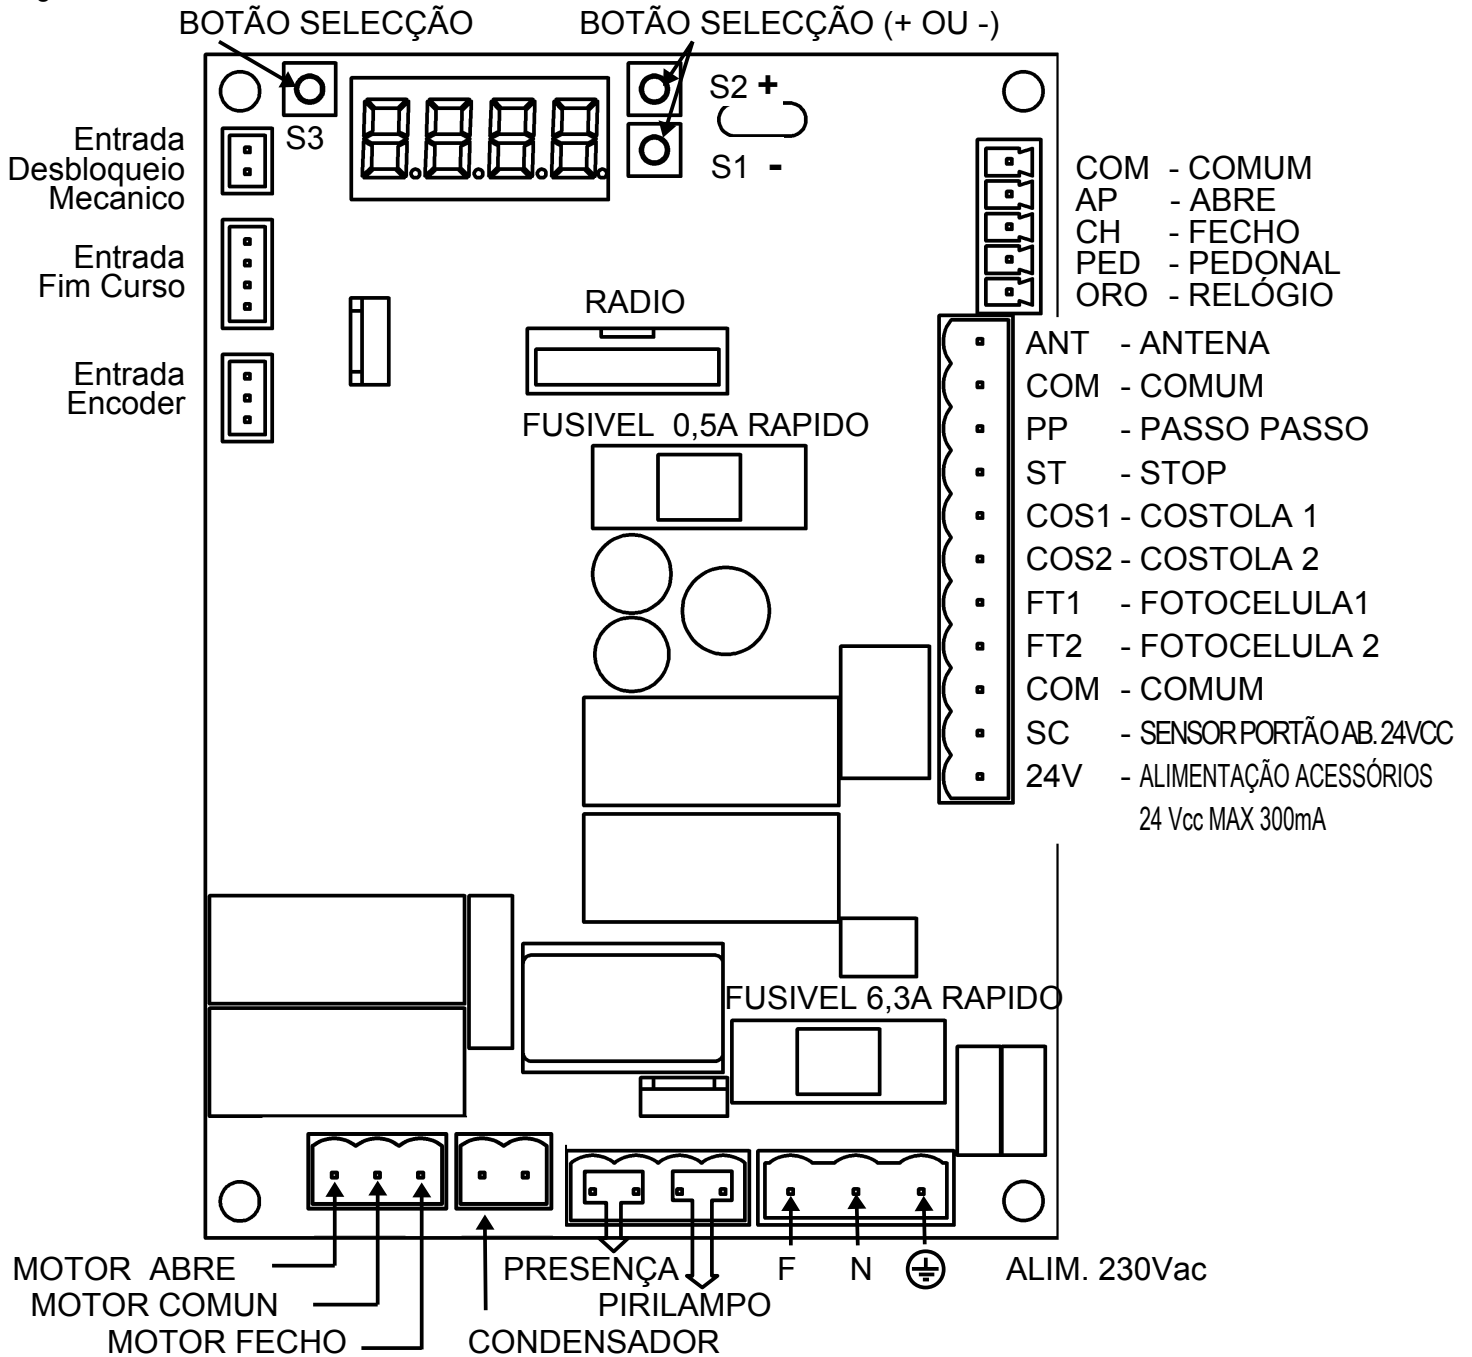 BOTÃO SELECÇÃO
BOTÃO SELECÇÃO (+ OU -)
S3
S2 +
S1 -
Entrada
Desbloqueio
Mecanico
Entrada
Fim Curso
Entrada
Encoder
RADIO
FUSIVEL 0,5A RAPIDO
COM - COMUM
AP - ABRE
CH - FECHO
PED - PEDONAL
ORO - RELÓGIO
ANT - ANTENA
COM - COMUM
PP - PASSO PASSO
ST - STOP
COS1 - COSTOLA 1
COS2 - COSTOLA 2
FT1 - FOTOCELULA1
FT2 - FOTOCELULA 2
COM - COMUM
SC - SENSOR PORTÃO AB. 24VCC
24V - ALIMENTAÇÃO ACESSÓRIOS
24 Vcc MAX 300mA
FUSIVEL 6,3A RAPIDO
MOTOR ABRE
MOTOR COMUN
MOTOR FECHO
CONDENSADOR
PRESENÇA
PIRILAMPO
F N
ALIM. 230Vac